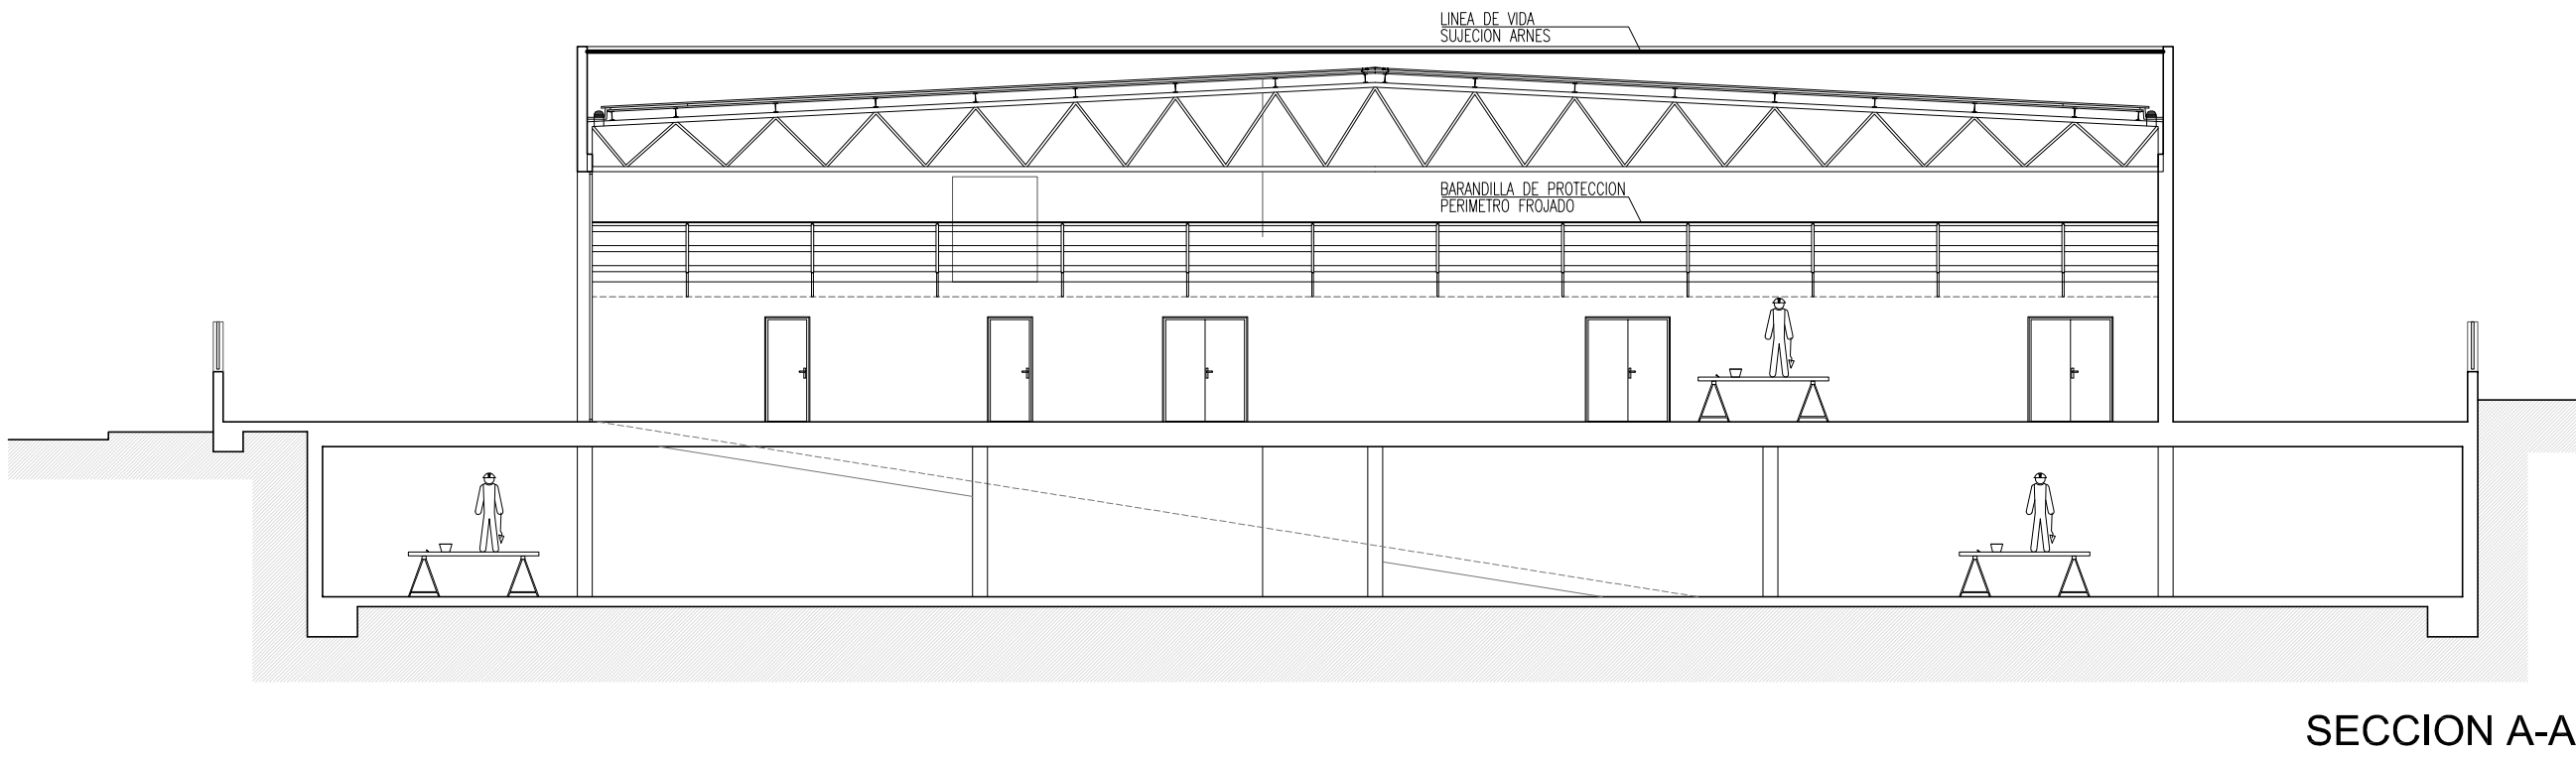 LINEA DE VIDA
SUJECION ARNES
BARANDILLA DE PROTECCION
PERIMETRO FROJADO
SECCION A-A